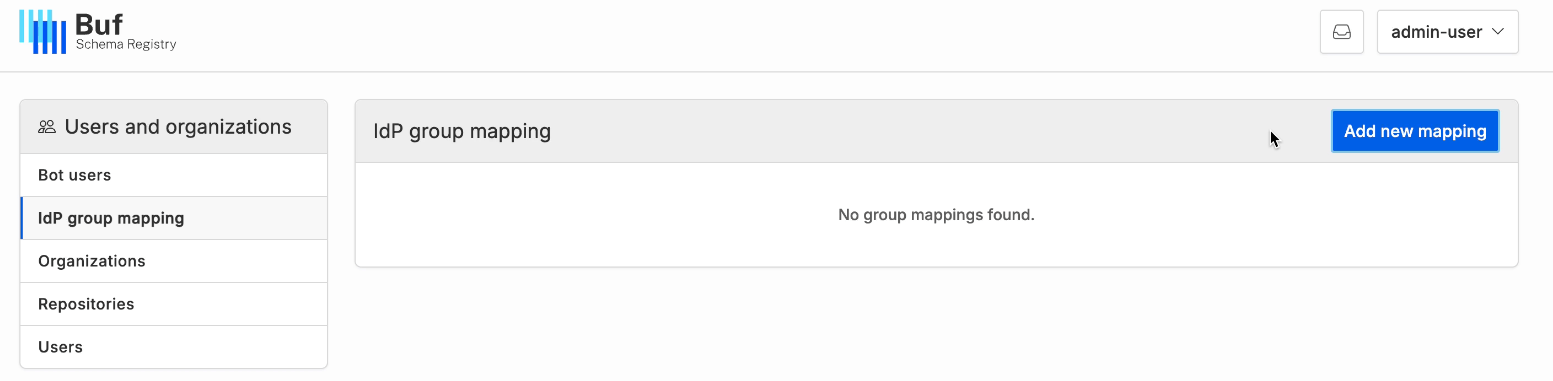 Buf
Schema Registry
admin-user
Users and organizations
Bot users
IdP group mapping
Organizations
Repositories
Users
IdP group mapping
Add new mapping
No group mappings found.